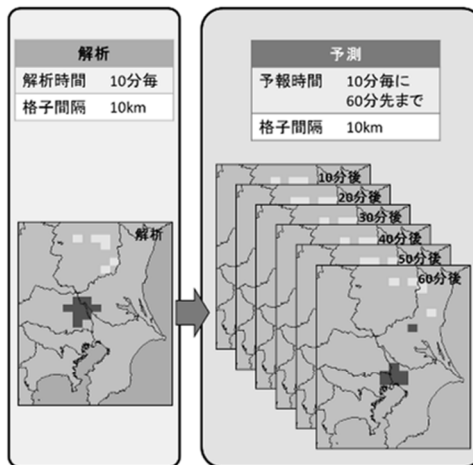 解析
解析時間 10分毎
格子間隔 10km
解析
予測
予報時間 10分毎に
60分先まで
格子間隔 10km
10分後
20分後
30分後
40分後
50分後
60分後